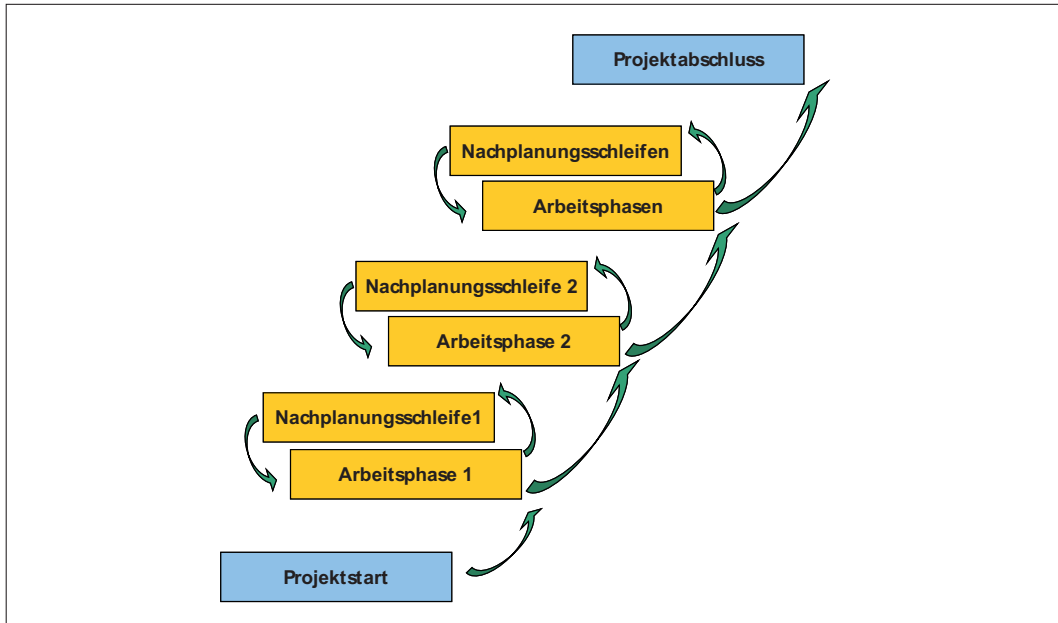 Projektabschluss
Nachplanungsschleifen
Arbeitsphasen
Nachplanungsschleife 2
Arbeitsphase 2
Nachplanungsschleife1
Arbeitsphase 1
Projektstart